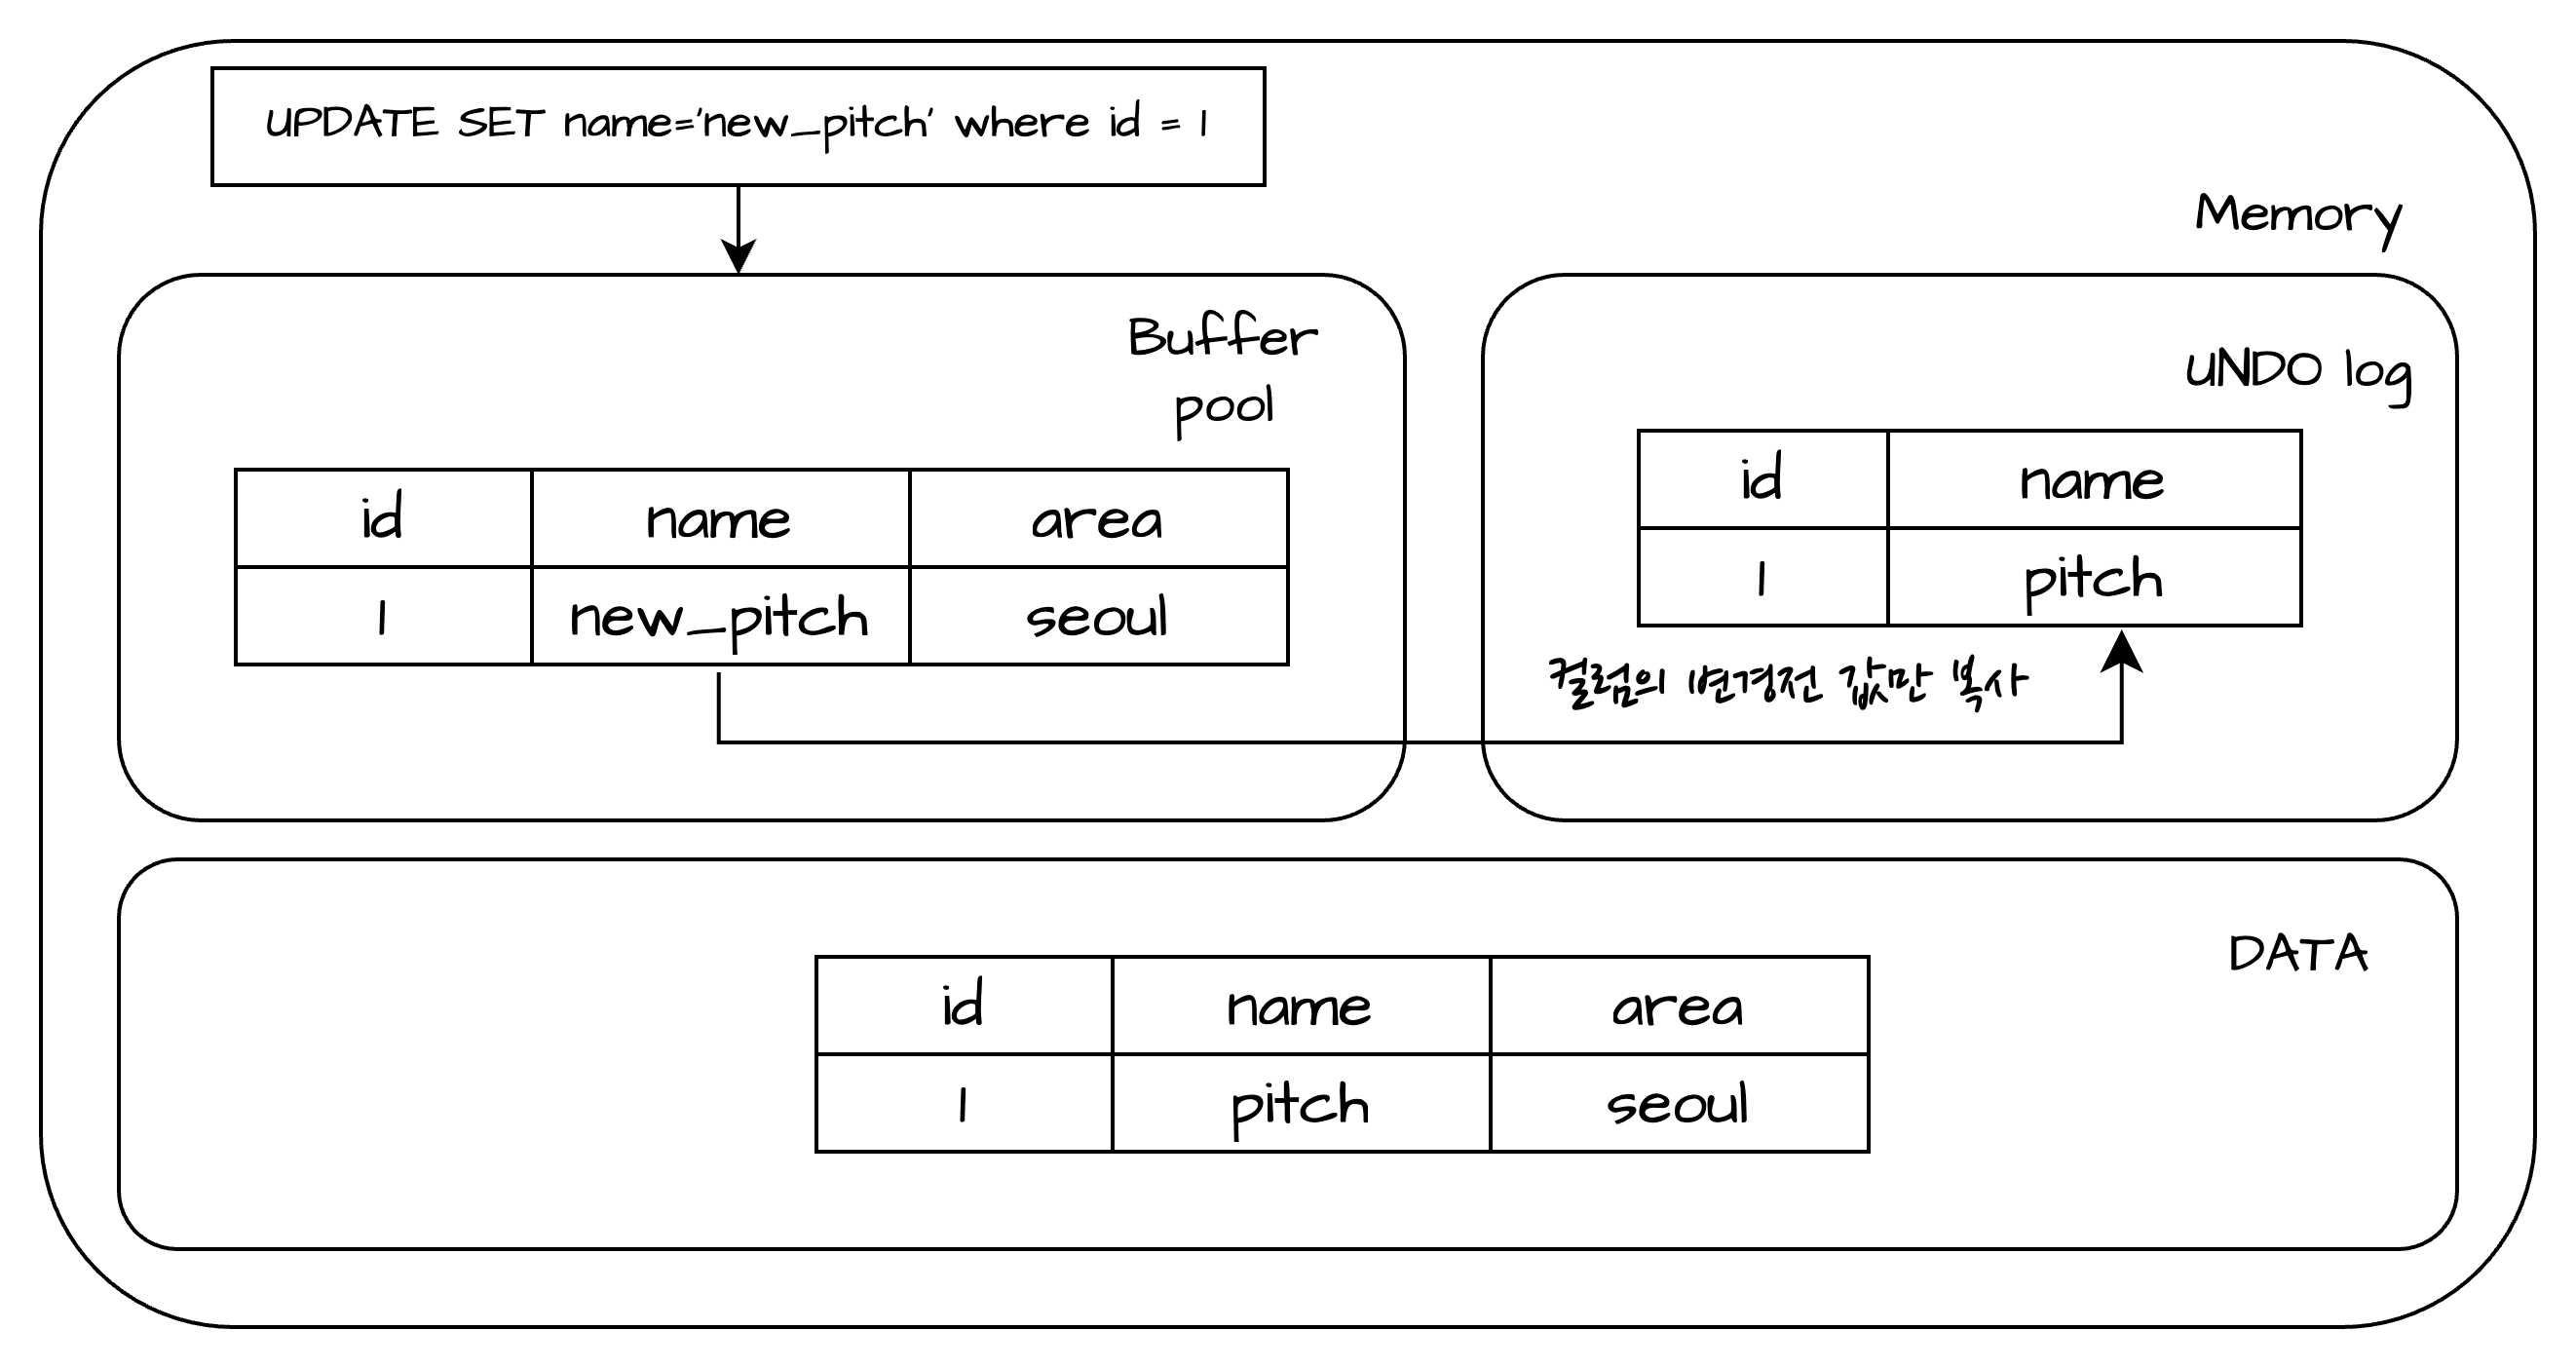 UPDATE SET name='new_pitch' where id = 1
Memory
Buffer
pool
id name area
1 new_pitch seoul
UNDO log
id name
1 pitch
컬럼의 변경전 값만 복사
DATA
id name area
1 pitch seoul